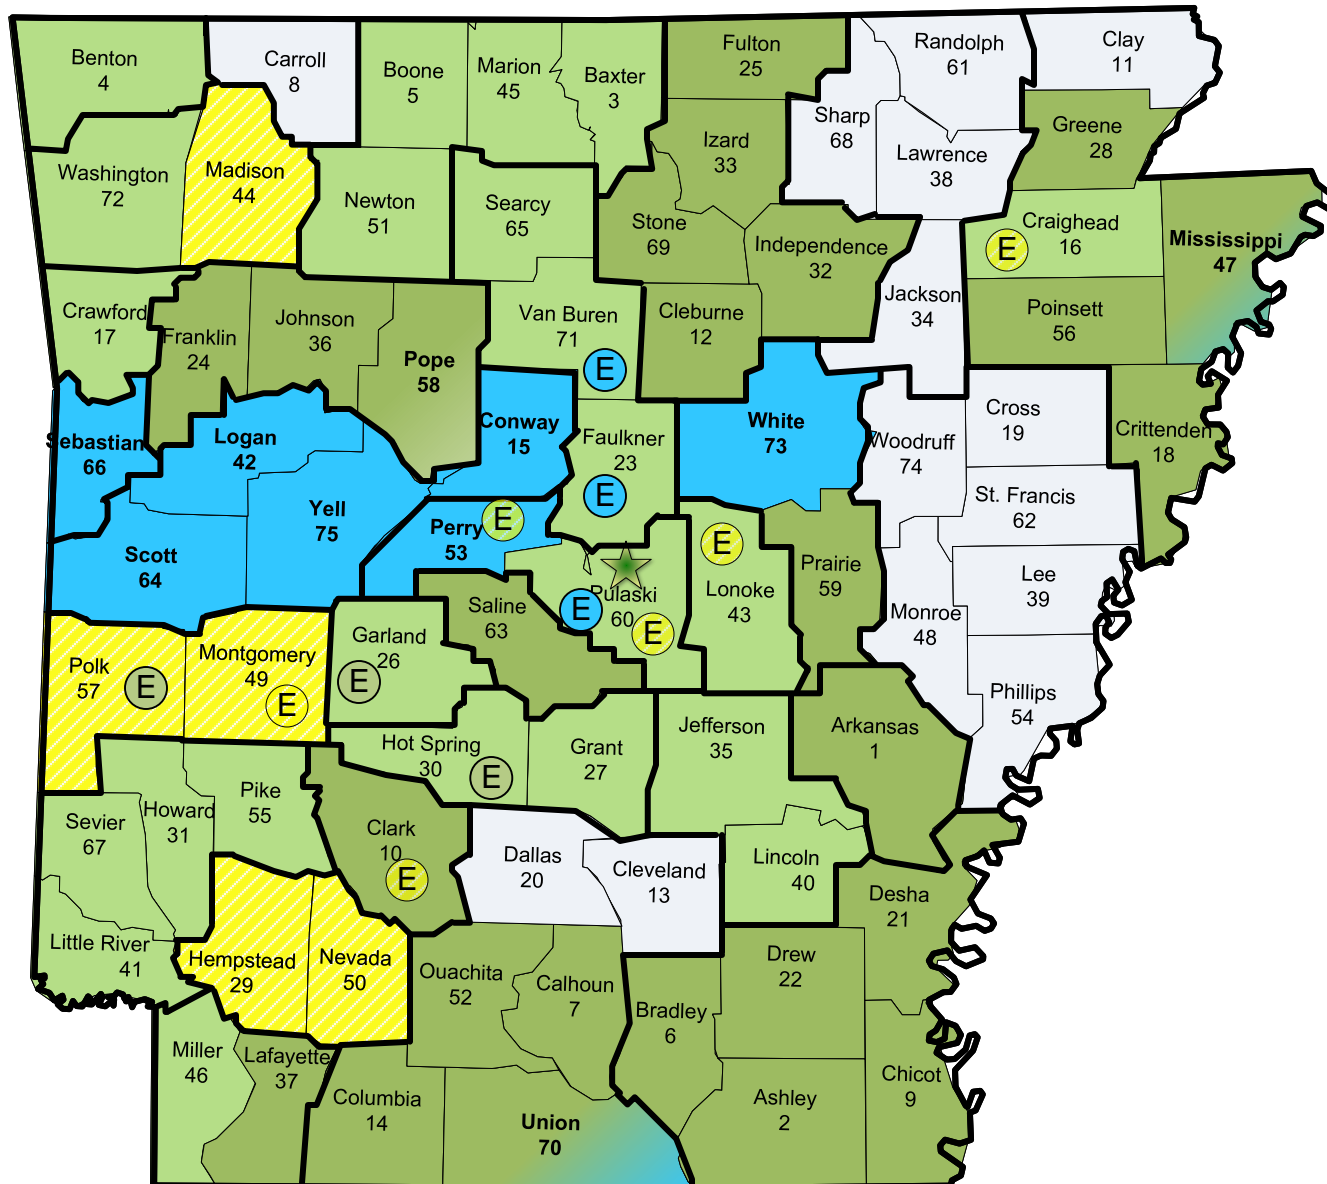 Benton
4
Carroll
8
Boone
5
Marion
45
Baxter
3
Fulton
25
Randolph
61
Clay
11
Washington
72
Madison
44
Newton
51
Searcy
65
Stone
69
Izard
33
Sharp
68
Lawrence
38
Greene
28
Independence
32
Craighead
16
E
Mississippi
47
Crawford
17
Franklin
24
Johnson
36
Pope
58
Van Buren
71
E
Cleburne
12
Jackson
34
Poinsett
56
Sebastian
66
Logan
42
Conway
15
Faulkner
23
E
White
73
Woodruff
74
Cross
19
Crittenden
18
Scott
64
Yell
75
Perry
53
E
E
Lonoke
43
Prairie
59
St. Francis
62
Lee
39
Monroe
48
Phillips
54
Pulaski
60
E
E
Saline
63
Garland
26
E
Polk
57
E
Montgomery
49
E
Hot Spring
30
E
Grant
27
Jefferson
35
Arkansas
1
Sevier
67
Howard
31
Pike
55
Clark
10
E
Dallas
20
Cleveland
13
Lincoln
40
Desha
21
Little River
41
Hempstead
29
Nevada
50
Ouachita
52
Calhoun
7
Bradley
6
Drew
22
Miller
46
Lafayette
37
Columbia
14
Union
70
Ashley
2
Chicot
9